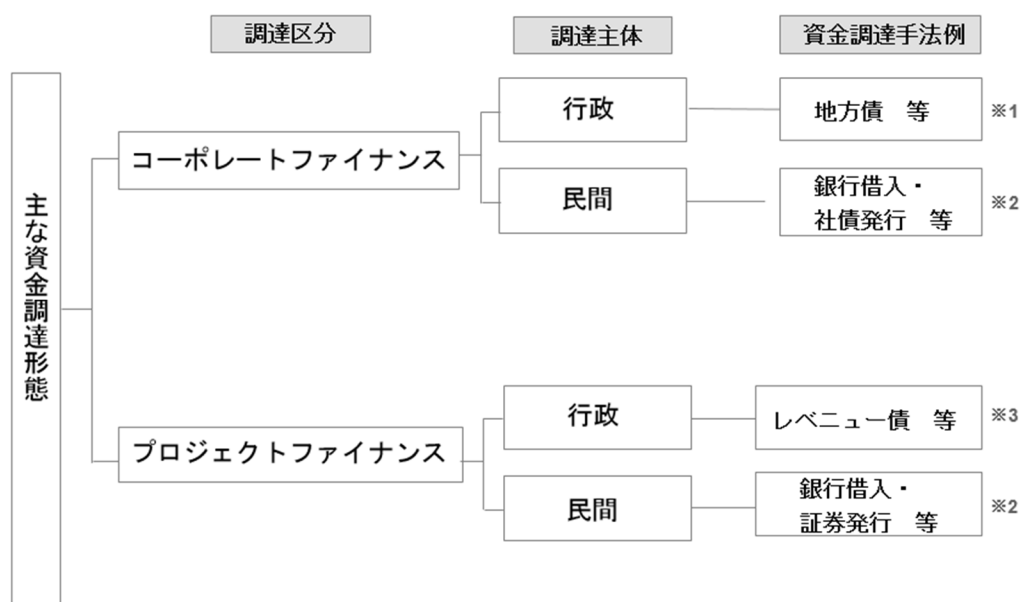 調達区分
調達主体
資金調達手法例
主な資金調達形態
コーポレートファイナンス
行政
地方債　等
※1
民間
銀行借入・
社債発行　等
※2
プロジェクトファイナンス
行政
レベニュー債　等
※3
民間
銀行借入・
証券発行　等
※2